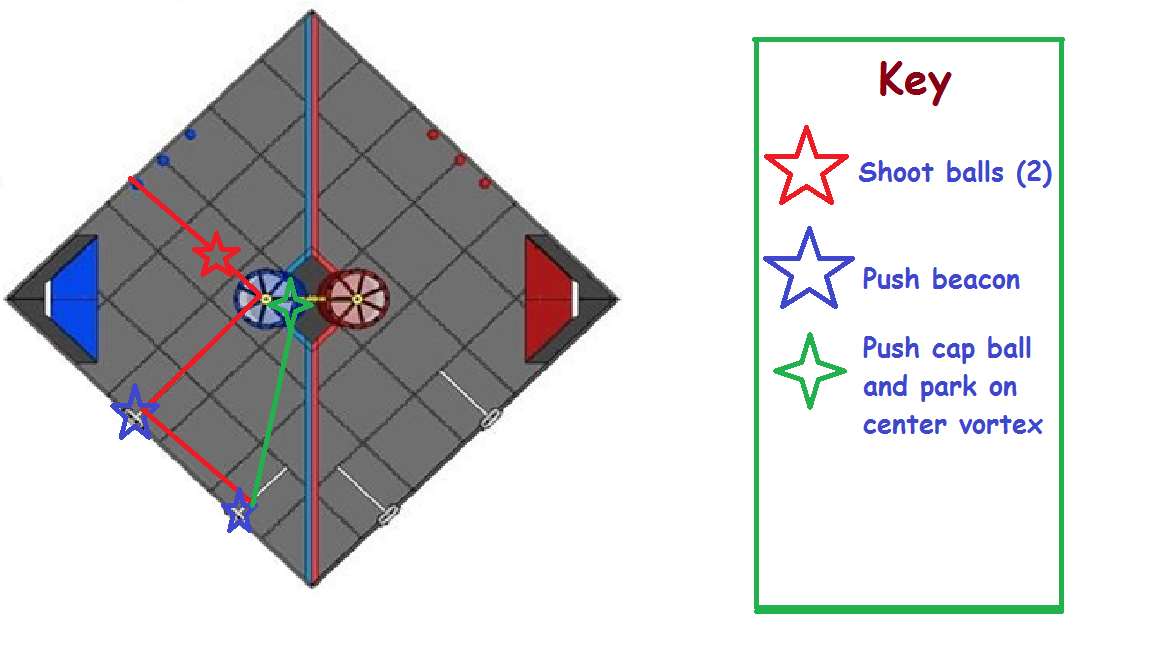 Key
Shoot balls (2)
Push beacon
Push cap ball
and park on
center vortex